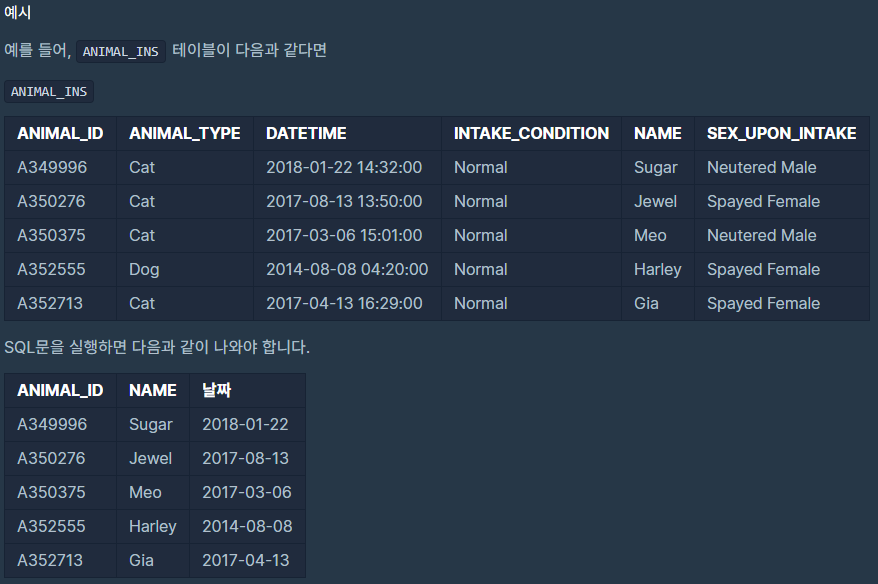 예시
예를 들어, ANIMAL_INS 테이블이 다음과 같다면
ANIMAL_INS
ANIMAL_ID ANIMAL_TYPE DATETIME INTAKE_CONDITION NAME SEX_UPON_INTAKE
A349996 Cat 2018-01-22 14:32:00 Normal Sugar Neutered Male
A350276 Cat 2017-08-13 13:50:00 Normal Jewel Spayed Female
A350375 Cat 2017-03-06 15:01:00 Normal Meo Neutered Male
A352555 Dog 2014-08-08 04:20:00 Normal Harley Spayed Female
A352713 Cat 2017-04-13 16:29:00 Normal Gia Spayed Female
SQL문을 실행하면 다음과 같이 나와야 합니다.
ANIMAL_ID NAME 날짜
A349996 Sugar 2018-01-22
A350276 Jewel 2017-08-13
A350375 Meo 2017-03-06
A352555 Harley 2014-08-08
A352713 Gia 2017-04-13